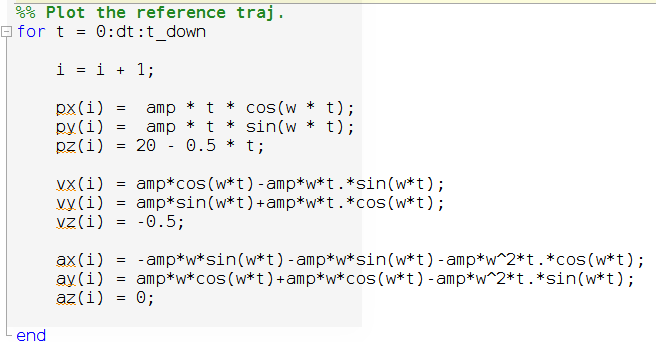 %% Plot the reference traj.
for t = 0:dt:t_down
i = i + 1;
px(i) =  amp * t * cos(w * t);
py(i) =  amp * t * sin(w * t);
pz(i) = 20 - 0.5 * t;
vx(i) = amp*cos(w*t)-amp*w*t.*sin(w*t);
vy(i) = amp*sin(w*t)+amp*w*t.*cos(w*t);
vz(i) = -0.5;
ax(i) = -amp*w*sin(w*t)-amp*w*sin(w*t)-amp*w^2*t.*cos(w*t);
ay(i) = amp*w*cos(w*t)+amp*w*cos(w*t)-amp*w^2*t.*sin(w*t);
az(i) = 0;
end